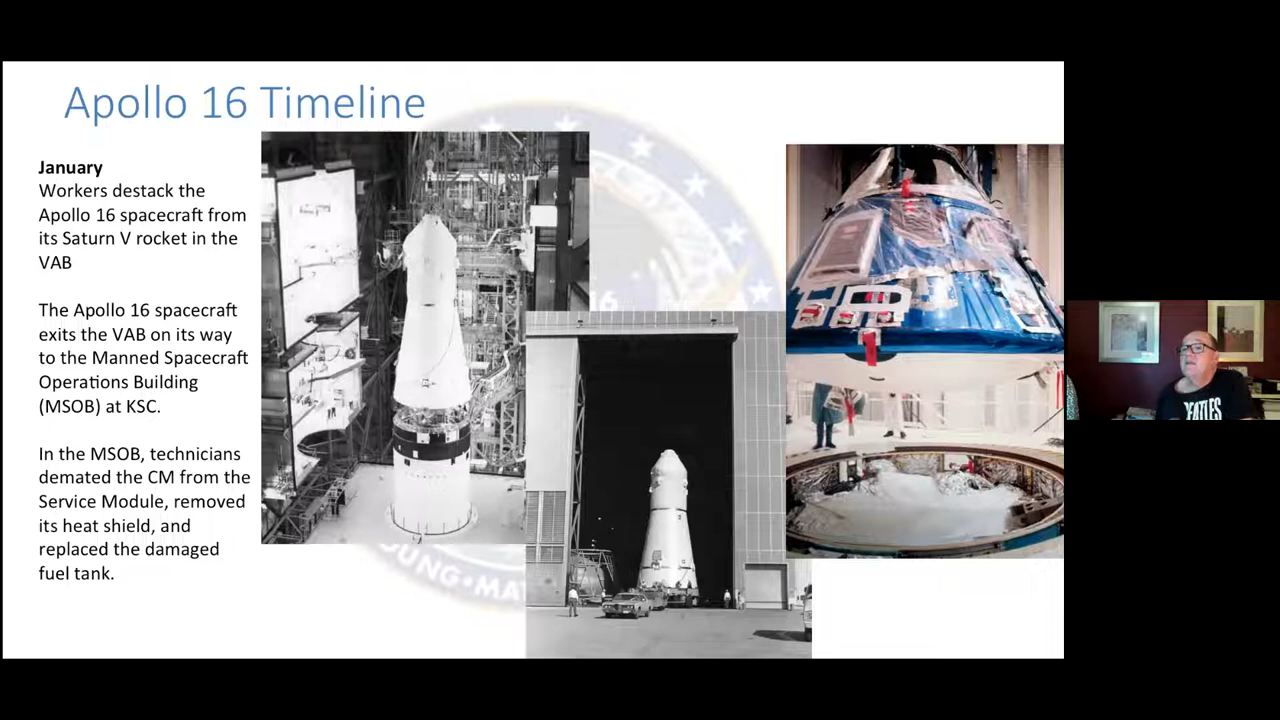 Apollo 16 Timeline
January
Workers destack the
Apollo 16 spacecraft from
its Saturn V rocket in the
VAB
The Apollo 16 spacecraft
exits the VAB on its way
to the Manned Spacecraft
Operations Building
(MSOB) at KSC.
In the MSOB, technicians
demated the CM from the
Service Module, removed
its heat shield, and
replaced the damaged
fuel tank.
16
BEATLES